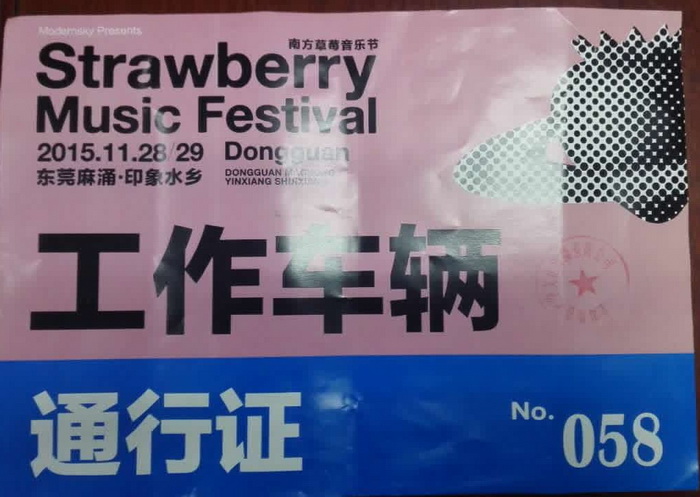 Modernsky Presents
南方草莓音乐节
Strawberry
Music Festival
2015.11.28/29 Dongguan
东莞麻涌·印象水乡
DONGGUAN
YINXIANG
工作车辆
通行证
No. 058